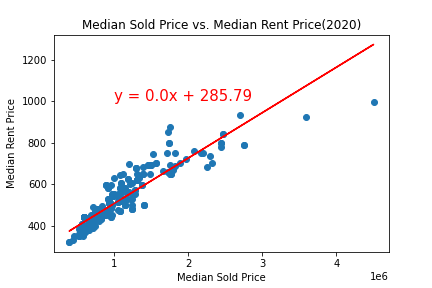 Median Sold Price vs. Median Rent Price(2020)
y = 0.0x + 285.79
Median Rent Price
1200
1000
800
600
400
1
2
3
4
1e6
Median Sold Price